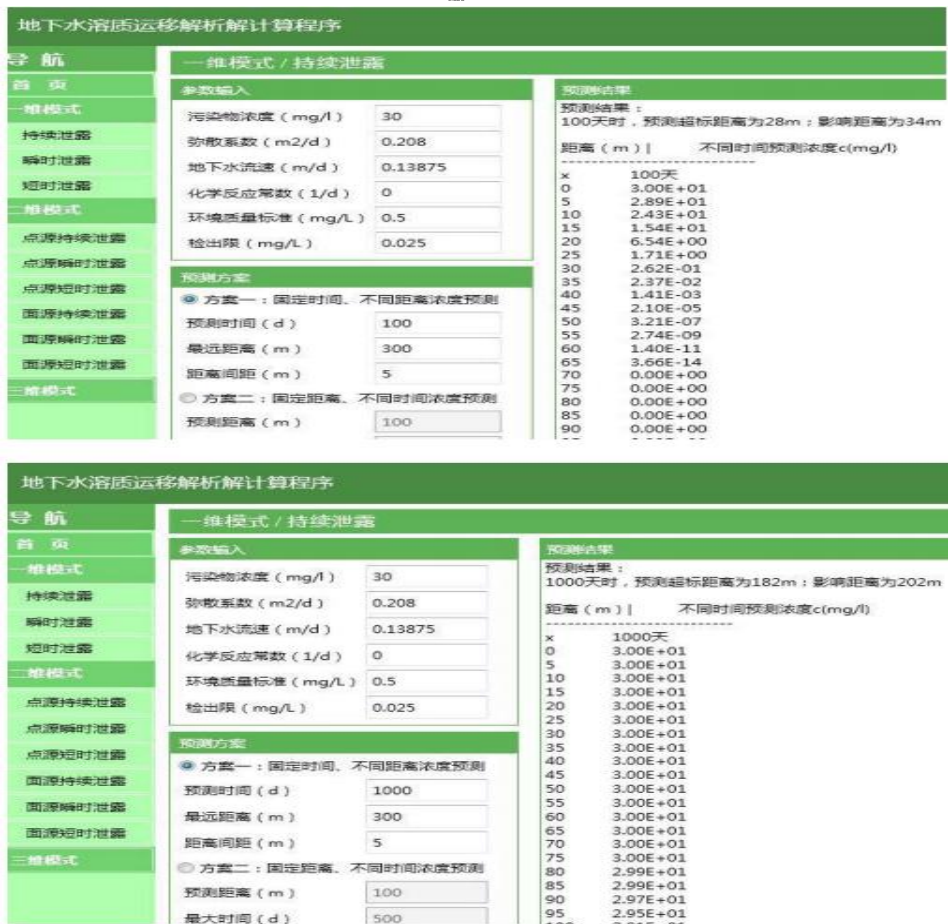 地下水溶质运移解析解计算程序
导 航
首 页
一维模式
持续泄露
瞬时泄露
短时泄露
二维模式
点源持续泄露
点源瞬时泄露
点源短时泄露
面源持续泄露
面源瞬时泄露
面源短时泄露
三维模式
一维模式 / 持续泄露
参数输入
污染物浓度（mg/l） 30
弥散系数（m2/d） 0.208
地下水流速（m/d） 0.13875
化学反应常数（1/d） 0
环境质量标准（mg/L） 0.5
检出限（mg/L） 0.025
预测方案
方案一：固定时间、不同距离浓度预测
预测时间（d） 100
最远距离（m） 300
距离间距（m） 5
方案二：固定距离、不同时间浓度预测
预测距离（m） 100
预测结果
预测结果：
100天时，预测超标距离为28m；影响距离为34m
距离（m）| 不同时间预测浓度c(mg/l)
---------------------------
x 100天
0 3.00E+01
5 2.89E+01
10 2.43E+01
15 1.54E+01
20 6.54E+00
25 1.71E+00
30 2.62E-01
35 2.37E-02
40 1.41E-03
45 2.10E-05
50 3.21E-07
55 2.74E-09
60 1.40E-11
65 3.66E-14
70 0.00E+00
75 0.00E+00
80 0.00E+00
85 0.00E+00
90 0.00E+00
地下水溶质运移解析解计算程序
导 航
首 页
一维模式
持续泄露
瞬时泄露
短时泄露
二维模式
点源持续泄露
点源瞬时泄露
点源短时泄露
面源持续泄露
面源瞬时泄露
面源短时泄露
三维模式
一维模式 / 持续泄露
参数输入
污染物浓度（mg/l） 30
弥散系数（m2/d） 0.208
地下水流速（m/d） 0.13875
化学反应常数（1/d） 0
环境质量标准（mg/L） 0.5
检出限（mg/L） 0.025
预测方案
方案一：固定时间、不同距离浓度预测
预测时间（d） 1000
最远距离（m） 300
距离间距（m） 5
方案二：固定距离、不同时间浓度预测
预测距离（m） 100
最大时间（d） 500
预测结果
预测结果：
1000天时，预测超标距离为182m；影响距离为202m
距离（m）| 不同时间预测浓度c(mg/l)
---------------------------
x 1000天
0 3.00E+01
5 3.00E+01
10 3.00E+01
15 3.00E+01
20 3.00E+01
25 3.00E+01
30 3.00E+01
35 3.00E+01
40 3.00E+01
45 3.00E+01
50 3.00E+01
55 3.00E+01
60 3.00E+01
65 3.00E+01
70 3.00E+01
75 3.00E+01
80 2.99E+01
85 2.99E+01
90 2.97E+01
95 2.95E+01